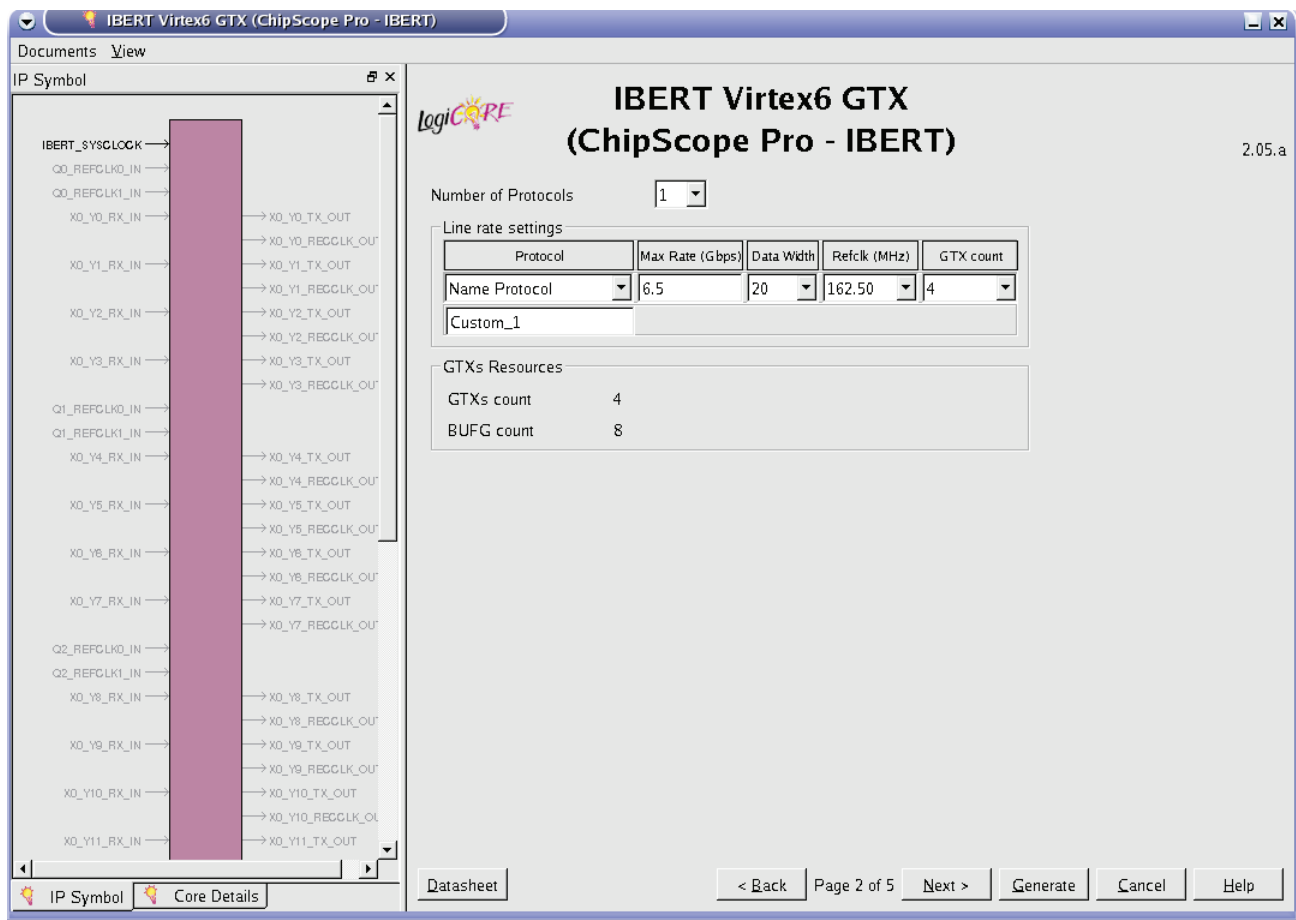 IBERT Virtex6 GTX (ChipScope Pro - IBERT)
Documents View
IP Symbol
IBERT_SYSCLOCK
Q0_REFCLK0_IN
Q0_REFCLK1_IN
X0_Y0_RX_IN X0_Y0_TX_OUT
X0_Y0_RECCLK_OUT
X0_Y1_RX_IN X0_Y1_TX_OUT
X0_Y1_RECCLK_OUT
X0_Y2_RX_IN X0_Y2_TX_OUT
X0_Y2_RECCLK_OUT
X0_Y3_RX_IN X0_Y3_TX_OUT
X0_Y3_RECCLK_OUT
Q1_REFCLK0_IN
Q1_REFCLK1_IN
X0_Y4_RX_IN X0_Y4_TX_OUT
X0_Y4_RECCLK_OUT
X0_Y5_RX_IN X0_Y5_TX_OUT
X0_Y5_RECCLK_OUT
X0_Y6_RX_IN X0_Y6_TX_OUT
X0_Y6_RECCLK_OUT
X0_Y7_RX_IN X0_Y7_TX_OUT
X0_Y7_RECCLK_OUT
Q2_REFCLK0_IN
Q2_REFCLK1_IN
X0_Y8_RX_IN X0_Y8_TX_OUT
X0_Y8_RECCLK_OUT
X0_Y9_RX_IN X0_Y9_TX_OUT
X0_Y9_RECCLK_OUT
X0_Y10_RX_IN X0_Y10_TX_OUT
X0_Y10_RECCLK_OU
X0_Y11_RX_IN X0_Y11_TX_OUT
IP Symbol Core Details
LogiCORE
IBERT Virtex6 GTX
(ChipScope Pro - IBERT)
2.05.a
Number of Protocols 1
Line rate settings
Protocol Max Rate (Gbps) Data Width Refclk (MHz) GTX count
Name Protocol 6.5 20 162.50 4
Custom_1
GTXs Resources
GTXs count 4
BUFG count 8
Datasheet < Back Page 2 of 5 Next > Generate Cancel Help